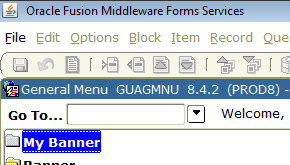 Oracle Fusion Middleware Forms Services
File Edit Options Block Item Record
General Menu GUAGMNU 8.4.2 (PROD8) -
Go To... Welcome,
My Banner
Banner